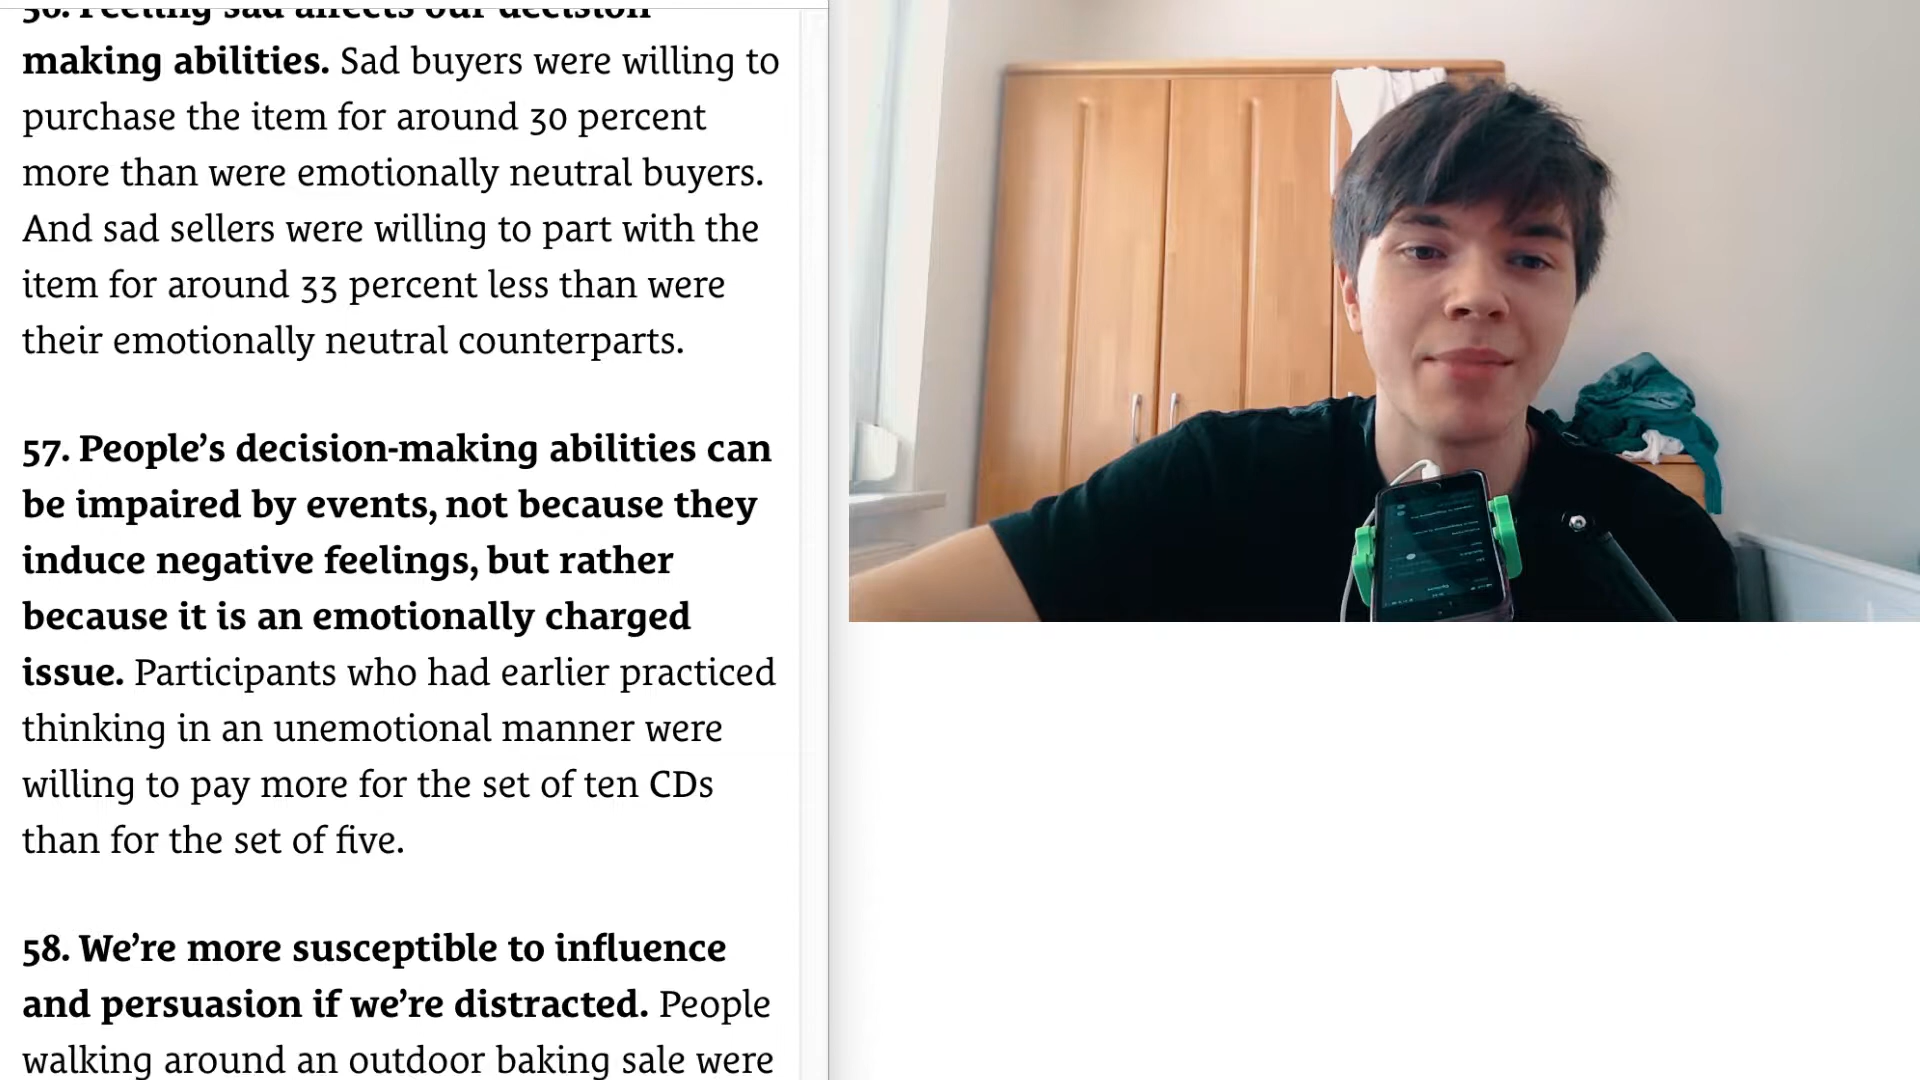 56. Feeling sad affects our decision
making abilities. Sad buyers were willing to
purchase the item for around 30 percent
more than were emotionally neutral buyers.
And sad sellers were willing to part with the
item for around 33 percent less than were
their emotionally neutral counterparts.
57. People’s decision-making abilities can
be impaired by events, not because they
induce negative feelings, but rather
because it is an emotionally charged
issue. Participants who had earlier practiced
thinking in an unemotional manner were
willing to pay more for the set of ten CDs
than for the set of five.
58. We’re more susceptible to influence
and persuasion if we’re distracted. People
walking around an outdoor baking sale were